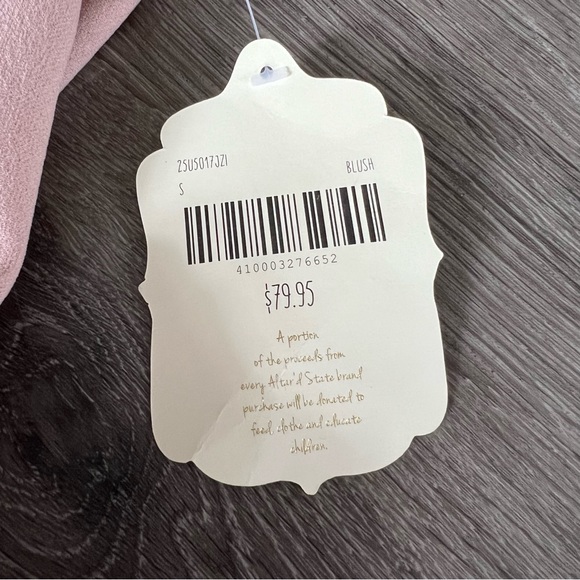 25U5017JZI
S BLUSH
410003276652
$79.95
A portion
of the proceeds from
every Altar'd State brand
purchase will be donated to
feed, clothe and educate
children.